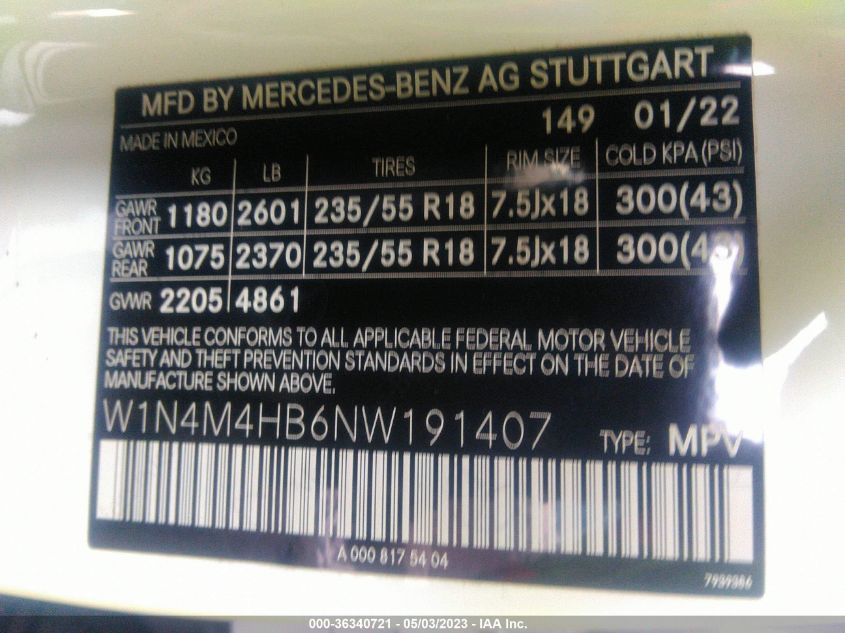 MFD BY MERCEDES-BENZ AG STUTTGART
MADE IN MEXICO 149 01/22
KG LB TIRES RIM SIZE COLD KPA (PSI)
GAWR FRONT 1180 2601 235/55 R18 7.5Jx18 300(43)
GAWR REAR 1075 2370 235/55 R18 7.5Jx18 300(43)
GVWR 2205 4861
THIS VEHICLE CONFORMS TO ALL APPLICABLE FEDERAL MOTOR VEHICLE
SAFETY AND THEFT PREVENTION STANDARDS IN EFFECT ON THE DATE OF
MANUFACTURE SHOWN ABOVE.
W1N4M4HB6NW191407 TYPE: MPV
A 000 817 54 04
7939386
000-36340721 - 05/03/2023 - IAA Inc.